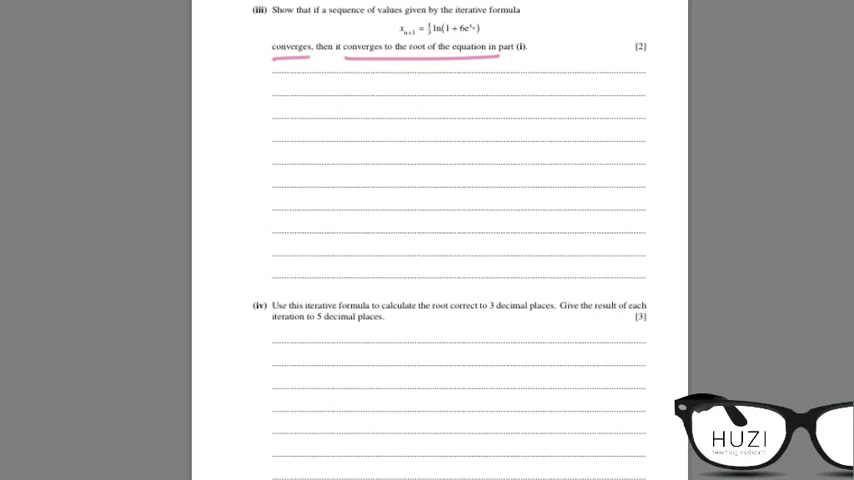 (iii) Show that if a sequence of values given by the iterative formula
xₙ₊₁ = ⅓ ln(1 + 6eˣⁿ)
converges, then it converges to the root of the equation in part (i). [2]
(iv) Use this iterative formula to calculate the root correct to 3 decimal places. Give the result of each
iteration to 5 decimal places. [3]
HUZI
teaching assistant